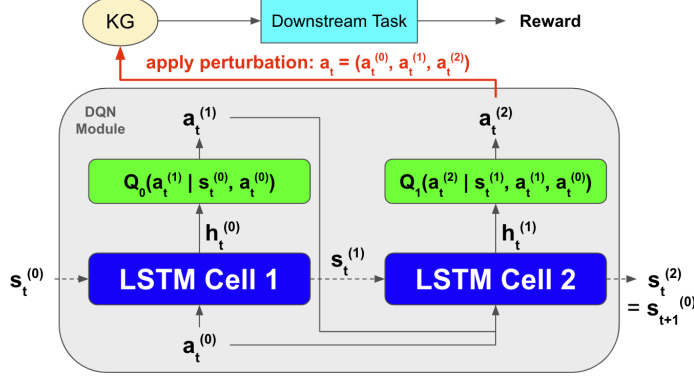 KG
Downstream Task
Reward
apply perturbation: a_t = (a_t^(0), a_t^(1), a_t^(2))
DQN
Module
a_t^(1)
a_t^(2)
Q_0(a_t^(1) | s_t^(0), a_t^(0))
Q_1(a_t^(2) | s_t^(1), a_t^(1), a_t^(0))
h_t^(0)
h_t^(1)
s_t^(0)
LSTM Cell 1
s_t^(1)
LSTM Cell 2
s_t^(2)
= s_{t+1}^(0)
a_t^(0)